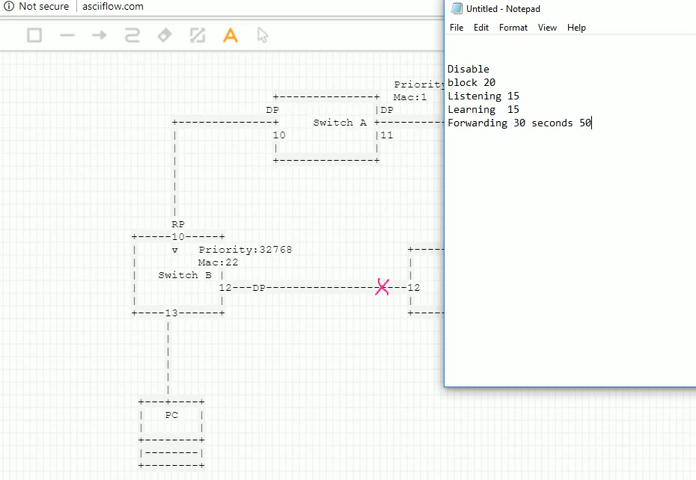 Not secure | asciiflow.com
Untitled - Notepad
File Edit Format View Help
A
Disable
block 20
Listening 15
Learning 15
Forwarding 30 seconds 50
Priority
Mac:1
DP
DP
Switch A
10
11
RP
10
v
Priority:32768
Mac:22
Switch B
12
DP
12
13
PC